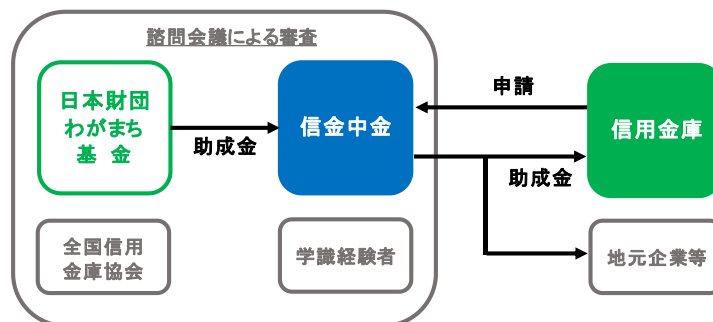 諮問会議による審査
日本財団
わがまち
基 金
助成金
信金中金
申請
助成金
信用金庫
全国信用
金庫協会
学識経験者
地元企業等